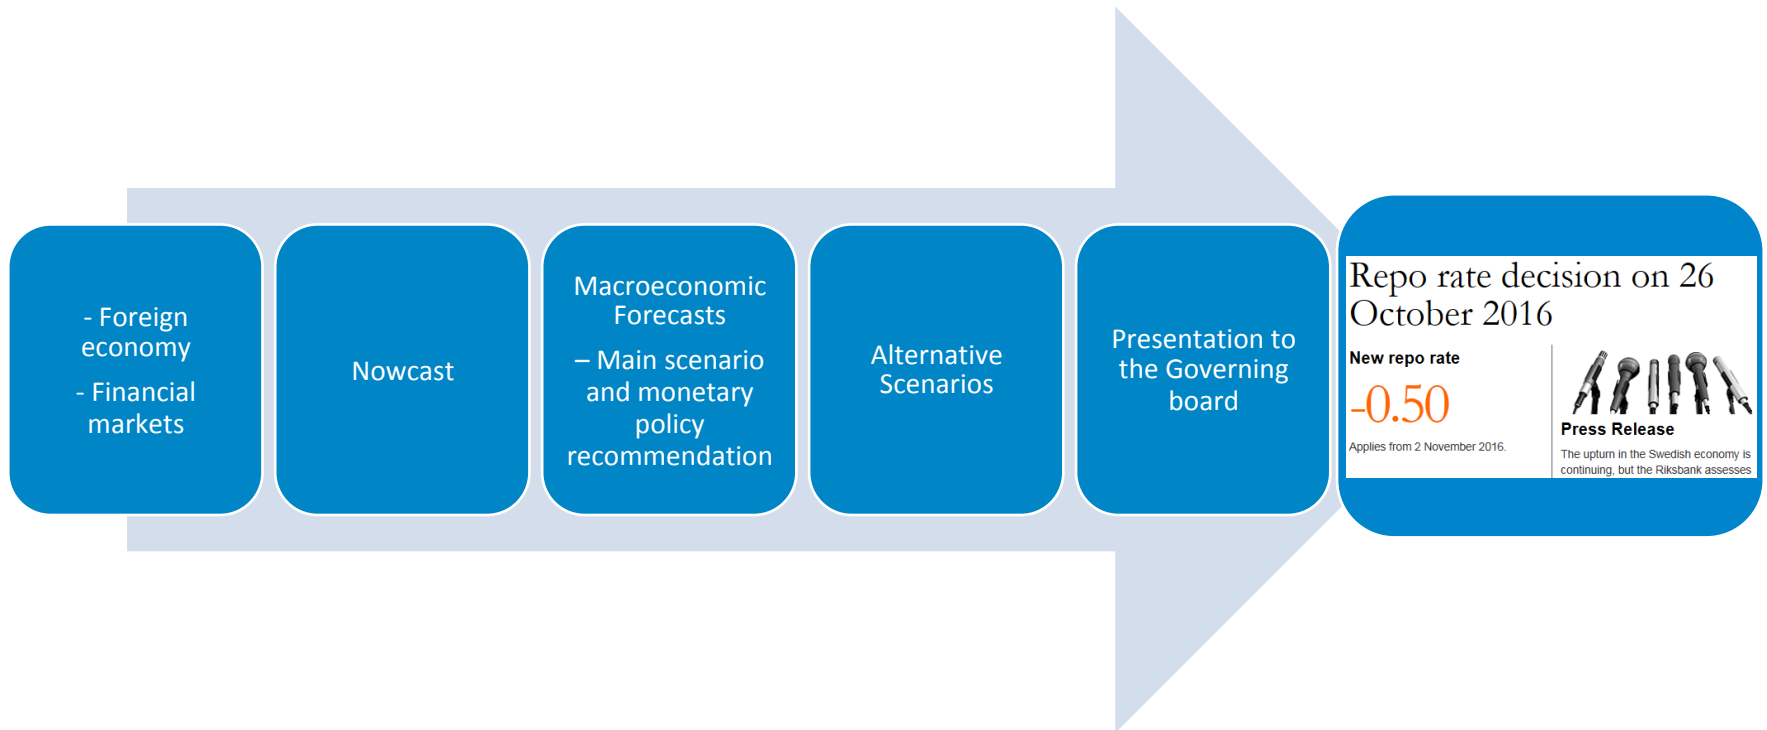 - Foreign
economy
- Financial
markets
Nowcast
Macroeconomic
Forecasts
– Main scenario
and monetary
policy
recommendation
Alternative
Scenarios
Presentation to
the Governing
board
Repo rate decision on 26
October 2016
New repo rate
-0.50
Applies from 2 November 2016.
Press Release
The upturn in the Swedish economy is
continuing, but the Riksbank assesses